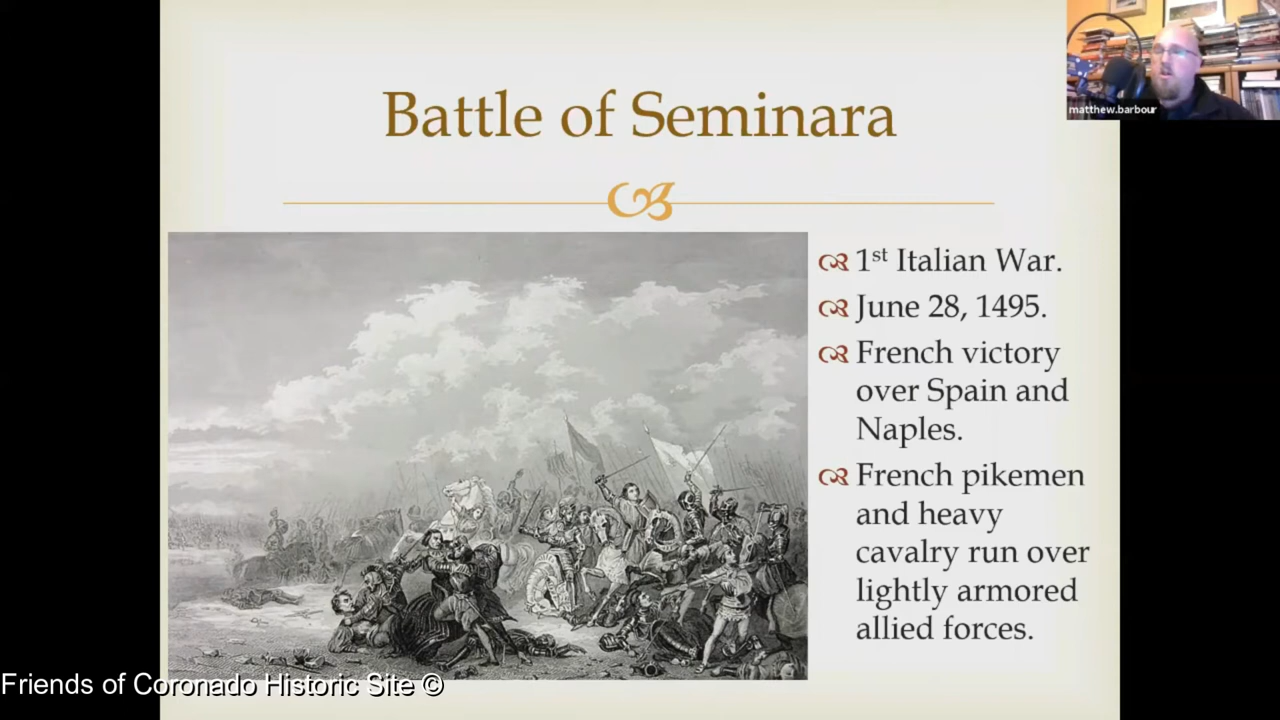 matthew.barbour
Battle of Seminara
1st Italian War.
June 28, 1495.
French victory
over Spain and
Naples.
French pikemen
and heavy
cavalry run over
lightly armored
allied forces.
Friends of Coronado Historic Site ©